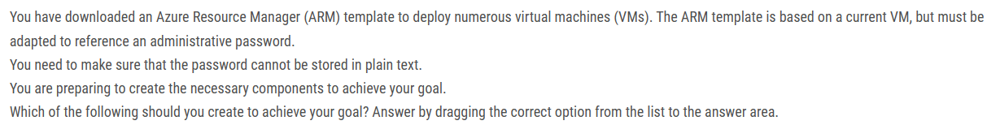 You have downloaded an Azure Resource Manager (ARM) template to deploy numerous virtual machines (VMs). The ARM template is based on a current VM, but must be
adapted to reference an administrative password.
You need to make sure that the password cannot be stored in plain text.
You are preparing to create the necessary components to achieve your goal.
Which of the following should you create to achieve your goal? Answer by dragging the correct option from the list to the answer area.